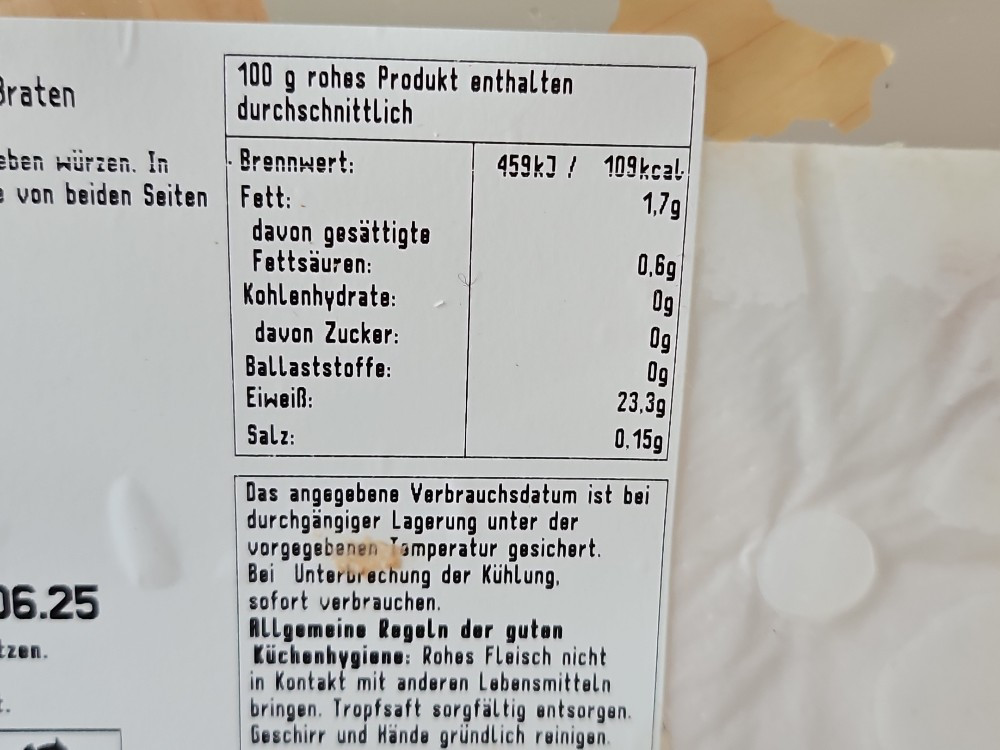 Braten
eben würzen. In
von beiden Seiten
06.25
tzen.
100 g rohes Produkt enthalten
durchschnittlich
Brennwert: 459kJ / 109kcal
Fett: 1,7g
davon gesättigte
Fettsäuren: 0,6g
Kohlenhydrate: 0g
davon Zucker: 0g
Ballaststoffe: 0g
Eiweiß: 23,3g
Salz: 0.15g
Das angegebene Verbrauchsdatum ist bei
durchgängiger Lagerung unter der
vorgegebenen Temperatur gesichert.
Bei Unterbrechung der Kühlung,
sofort verbrauchen.
Allgemeine Regeln der guten
Küchenhygiene: Rohes Fleisch nicht
in Kontakt mit anderen Lebensmitteln
bringen. Tropfsaft sorgfältig entsorgen.
Geschirr und Hände gründlich reinigen.